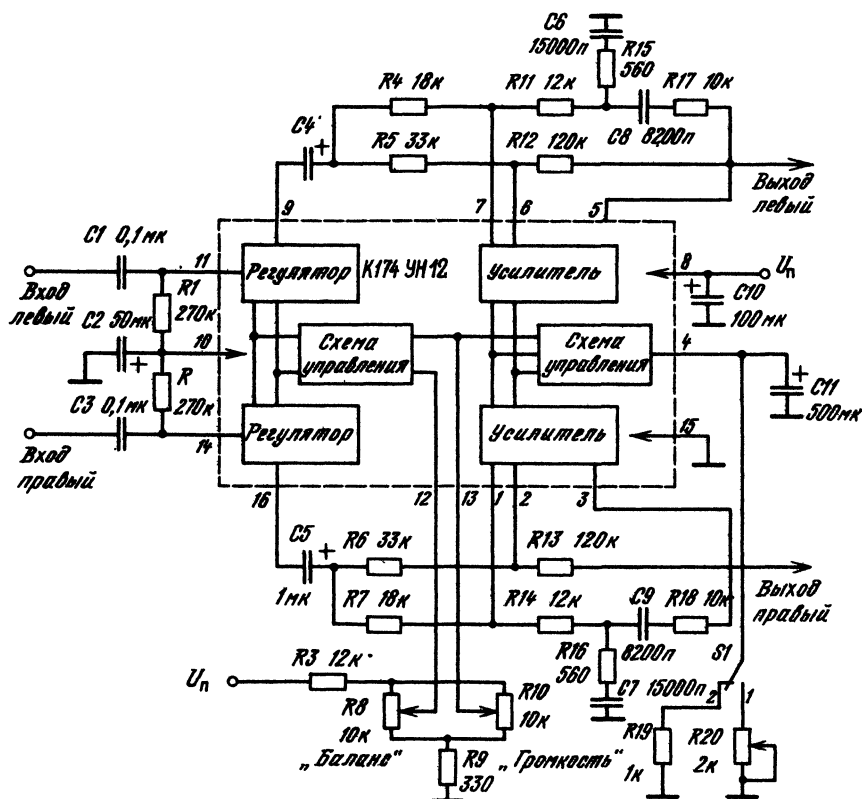 C6
15000п
R15
560
R4 18к
R11 12к
R17 10к
C4
R5 33к
R12 120к
C8 8200п
Выход
левый
9
7
6
5
C1 0,1мк
11
Регулятор
К174 УН12
Усилитель
8
Uп
Вход
левый
R1
270к
C10
100мк
C2 50мк
10
Схема
управления
Схема
управления
4
R
270к
C11
500мк
C3 0,1мк
14
Регулятор
Усилитель
15
Вход
правый
16
12
13
1
2
3
C5
1мк
R6 33к
R13 120к
Выход
правый
R7 18к
R14 12к
C9
8200п
R18 10к
R16
560
S1
R3 12к
Uп
C7 15000п
2
1
R8
10к
R10
10к
R19
1к
R20
2к
„Баланс“
R9
330
„Громкость“